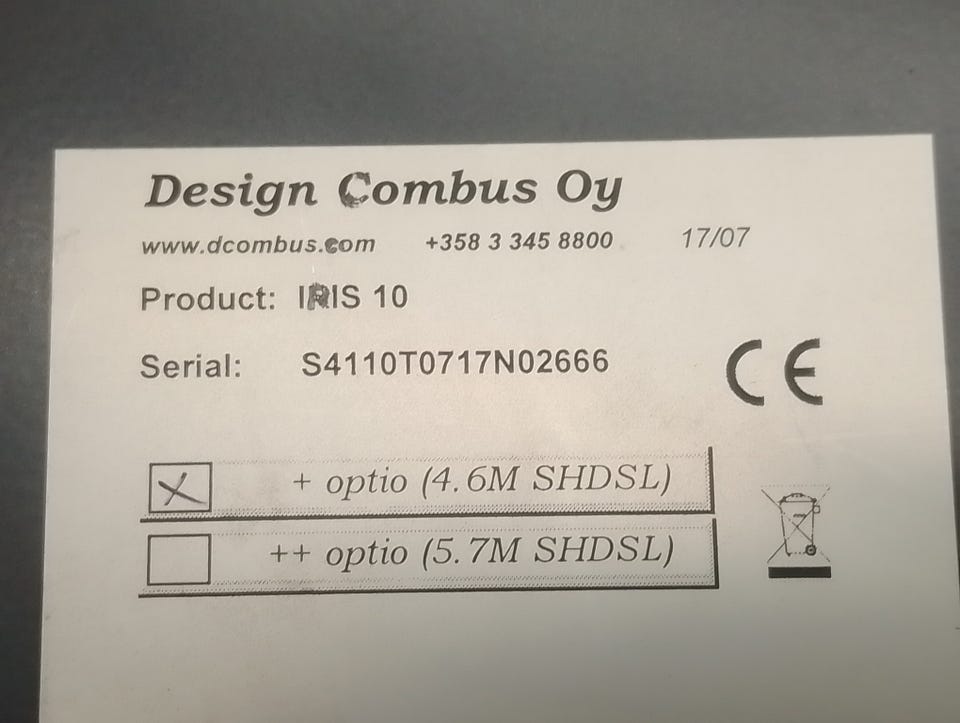 Design Combus Oy
www.dcombus.com +358 3 345 8800 17/07
Product: IRIS 10
Serial: S4110T0717N02666
CE
+ optio (4.6M SHDSL)
++ optio (5.7M SHDSL)